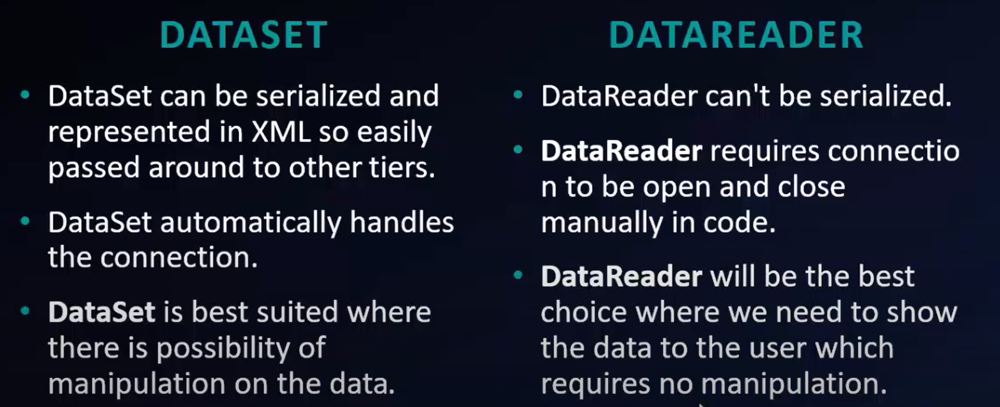 DATASET
• DataSet can be serialized and
represented in XML so easily
passed around to other tiers.
• DataSet automatically handles
the connection.
• DataSet is best suited where
there is possibility of
manipulation on the data.
DATAREADER
• DataReader can't be serialized.
• DataReader requires connectio
n to be open and close
manually in code.
• DataReader will be the best
choice where we need to show
the data to the user which
requires no manipulation.